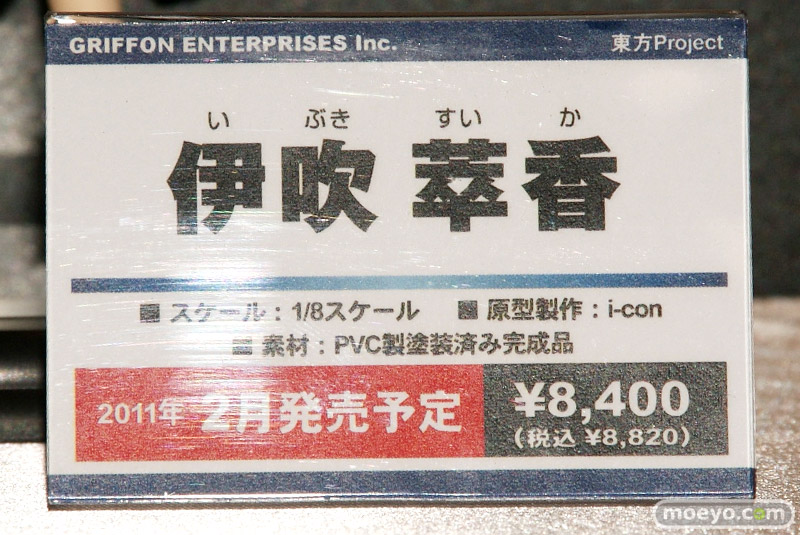 GRIFFON ENTERPRISES Inc. 東方Project
い ぶき すい か
伊吹 萃香
■ スケール：1/8スケール ■ 原型製作：i-con
■ 素材：PVC製塗装済み完成品
2011年 2月発売予定 ¥8,400
(税込 ¥8,820)
moeyo.com